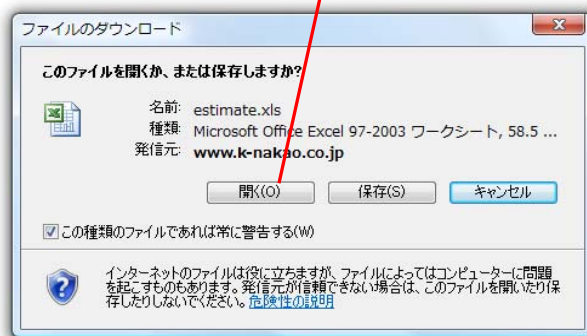 ファイルのダウンロード
このファイルを開くか、または保存しますか?
名前: estimate.xls
種類: Microsoft Office Excel 97-2003 ワークシート, 58.5 ...
発信元: www.k-nakao.co.jp
開く(O) 保存(S) キャンセル
この種類のファイルであれば常に警告する(W)
インターネットのファイルは役に立ちますが、ファイルによってはコンピューターに問題
を起こすものもあります。発信元が信頼できない場合は、このファイルを開いたり保
存したりしないでください。危険性の説明